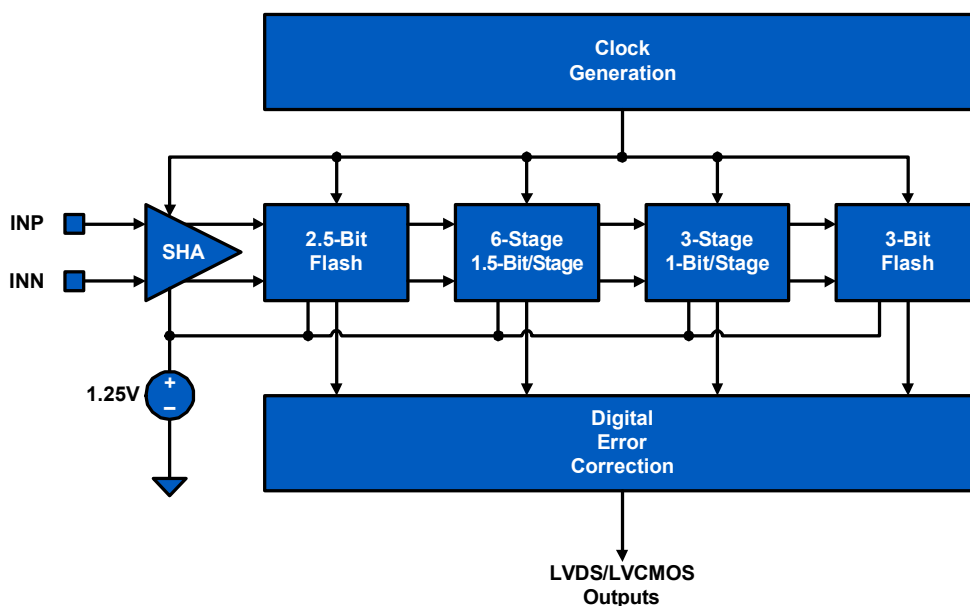 Clock
Generation
INP
INN
SHA
2.5-Bit
Flash
6-Stage
1.5-Bit/Stage
3-Stage
1-Bit/Stage
3-Bit
Flash
1.25V
+
−
Digital
Error
Correction
LVDS/LVCMOS
Outputs